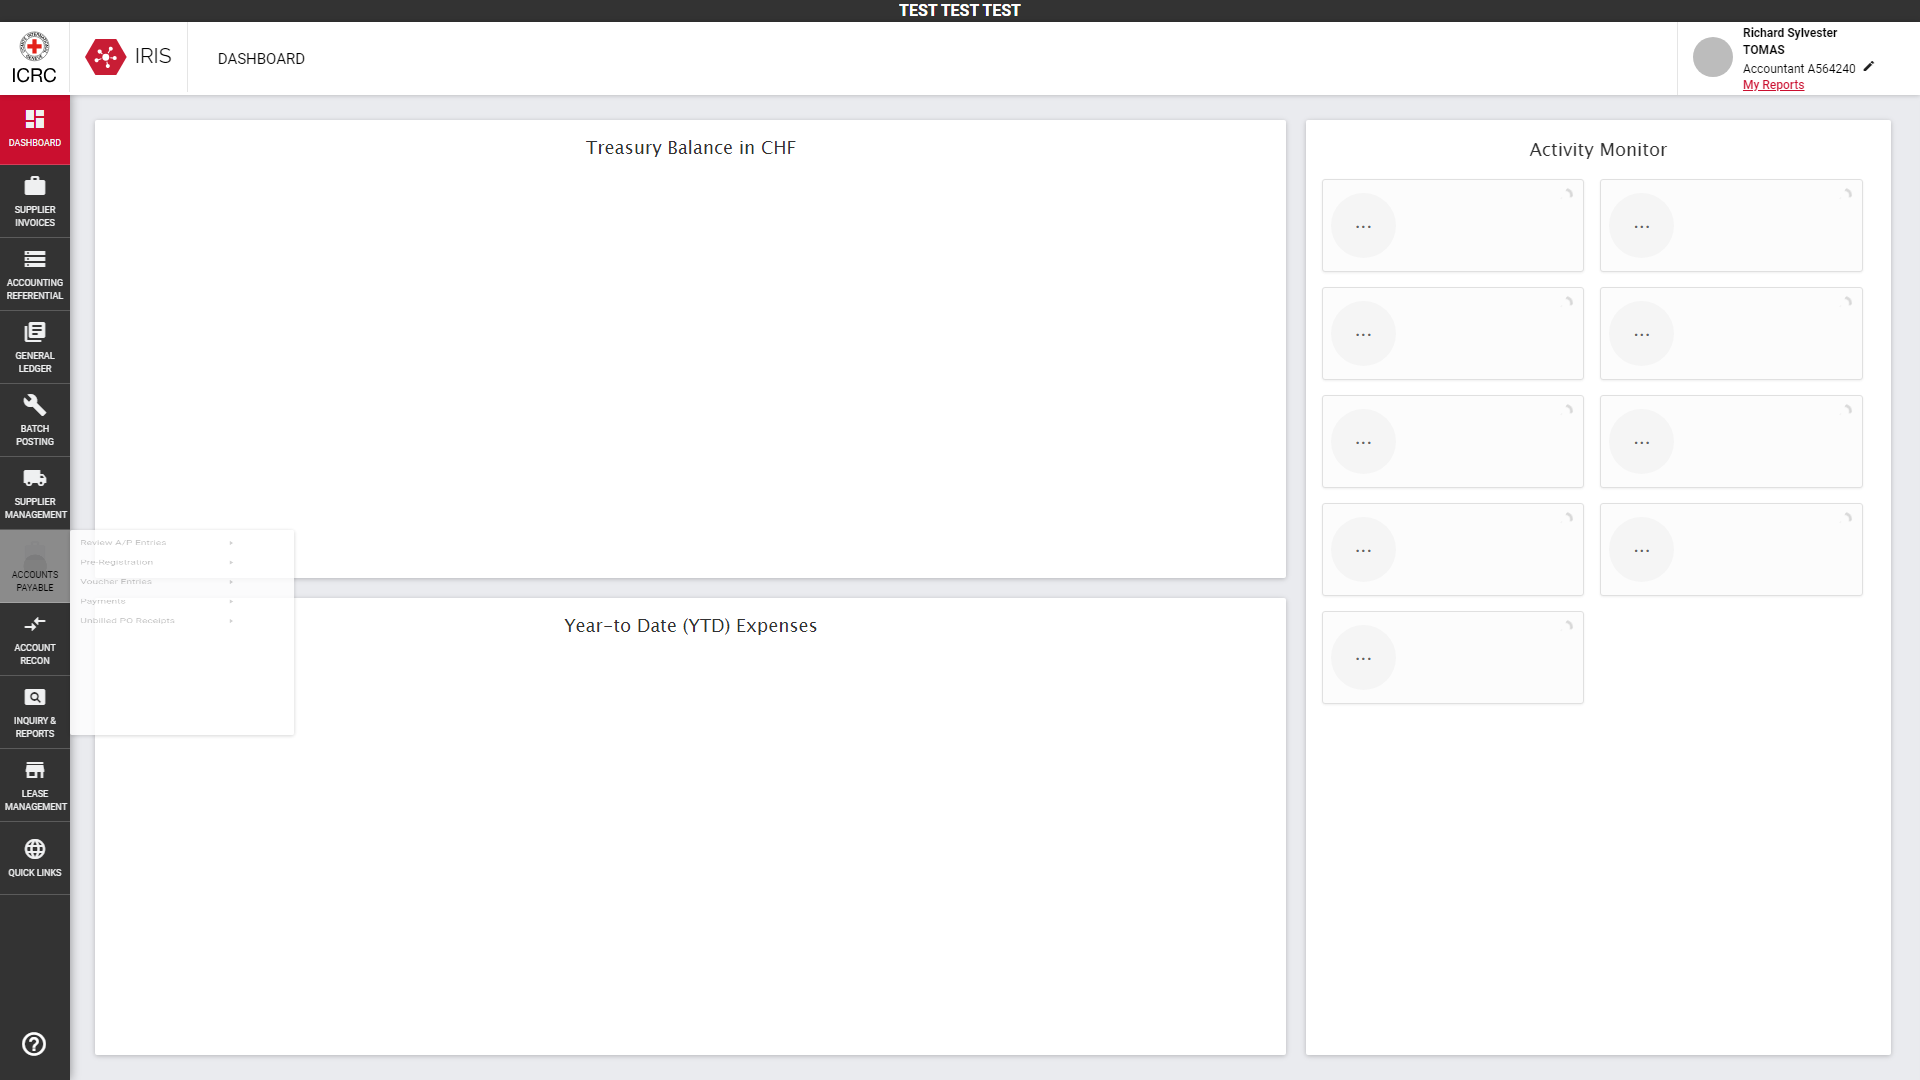 TEST TEST TEST
ICRC
IRIS
DASHBOARD
Richard Sylvester
TOMAS
Accountant A564240
My Reports
DASHBOARD
SUPPLIER
INVOICES
ACCOUNTING
REFERENTIAL
GENERAL
LEDGER
BATCH
POSTING
SUPPLIER
MANAGEMENT
ACCOUNTS
PAYABLE
ACCOUNT
RECON
INQUIRY &
REPORTS
LEASE
MANAGEMENT
QUICK LINKS
Review A/P Entries
Pre-Registration
Voucher Entries
Payments
Unbilled PO Receipts
Treasury Balance in CHF
Year-to Date (YTD) Expenses
Activity Monitor
...
...
...
...
...
...
...
...
...